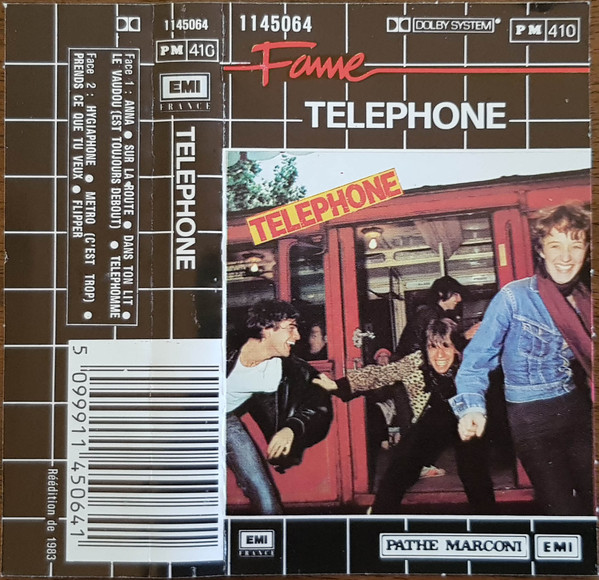 Face 1 : ANNA ● SUR LA ROUTE ● DANS TON LIT ●
LE VAUDOU (EST TOUJOURS DEBOUT) ● TELEPHOMME
Face 2 : HYGIAPHONE ● METRO (C'EST TROP) ●
PRENDS CE QUE TU VEUX ● FLIPPER
5 099911 450641
Réédition de 1983
1145064
PM 410
EMI
FRANCE
TELEPHONE
1145064
DOLBY SYSTEM
PM 410
Fame
TELEPHONE
TELEPHONE
EMI
FRANCE
PATHE MARCONI
EMI